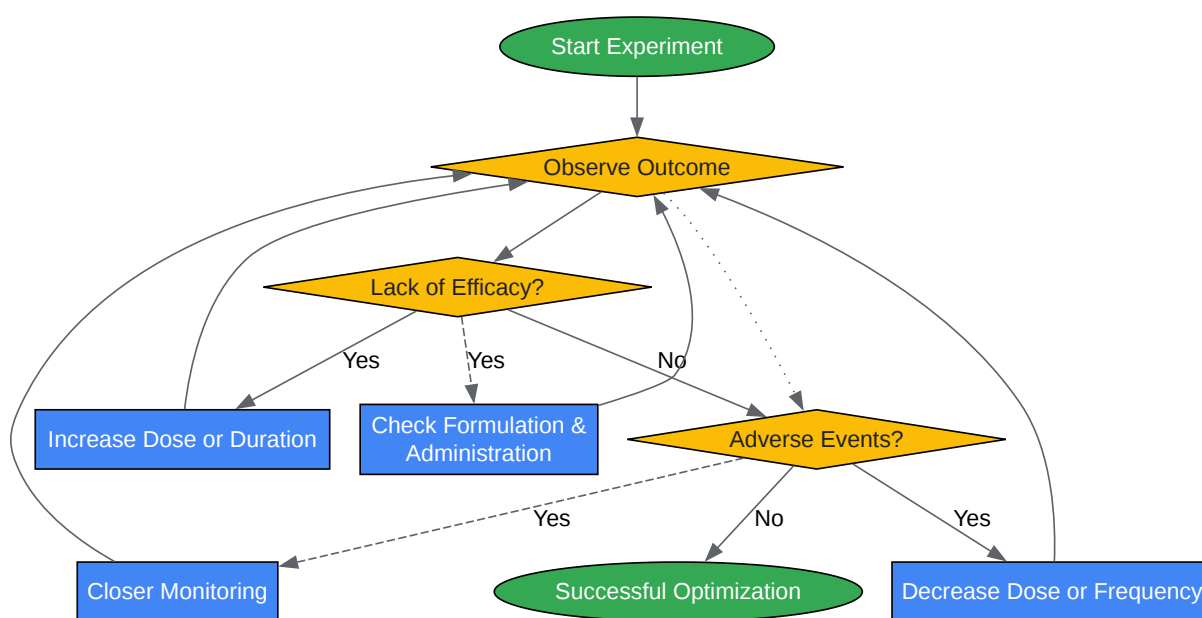 Start Experiment
Observe Outcome
Lack of Efficacy?
Yes
Yes
No
Increase Dose or Duration
Check Formulation &
Administration
Adverse Events?
Yes
No
Yes
Closer Monitoring
Successful Optimization
Decrease Dose or Frequency